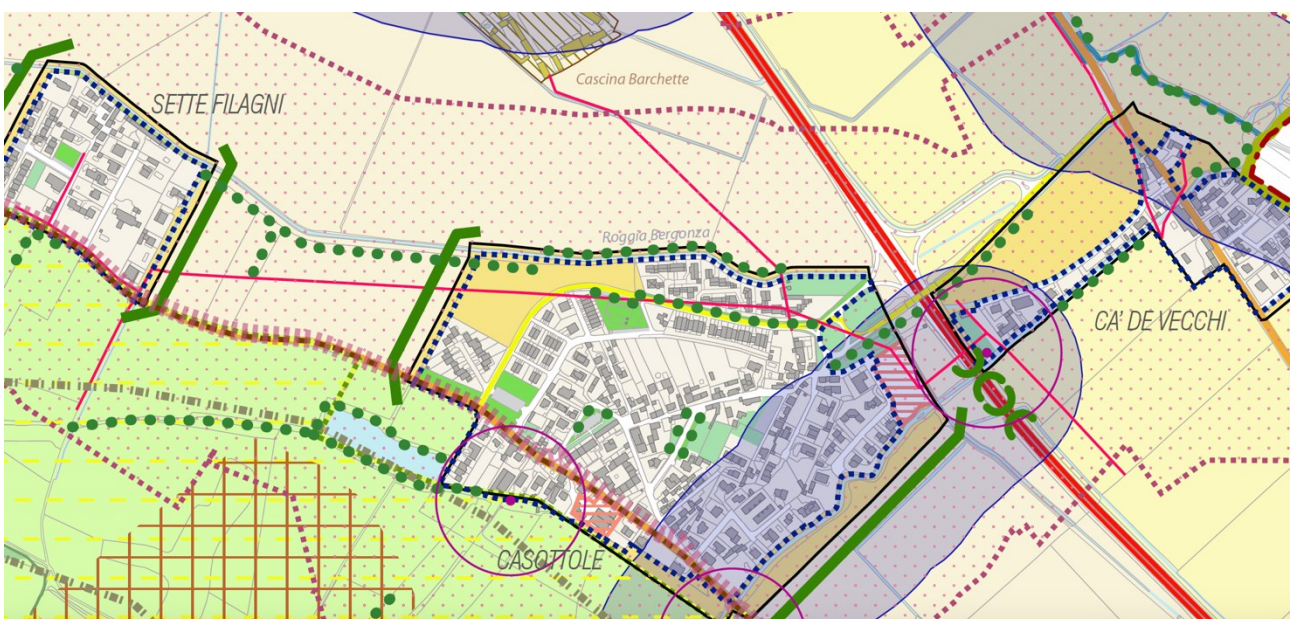 SETTE FILAGNI
Cascina Barchette
Roggia Bergonza
CA' DE VECCHI
CASOTTOLE